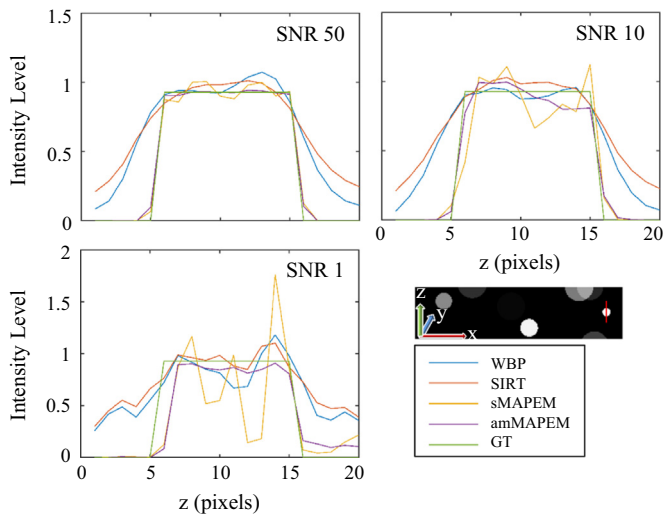 SNR 50
Intensity Level
1.5
1
0.5
0
SNR 10
0
5
10
15
20
z (pixels)
SNR 1
Intensity Level
2
1.5
1
0.5
0
0
5
10
15
20
z (pixels)
z
y
x
WBP
SIRT
sMAPEM
amMAPEM
GT